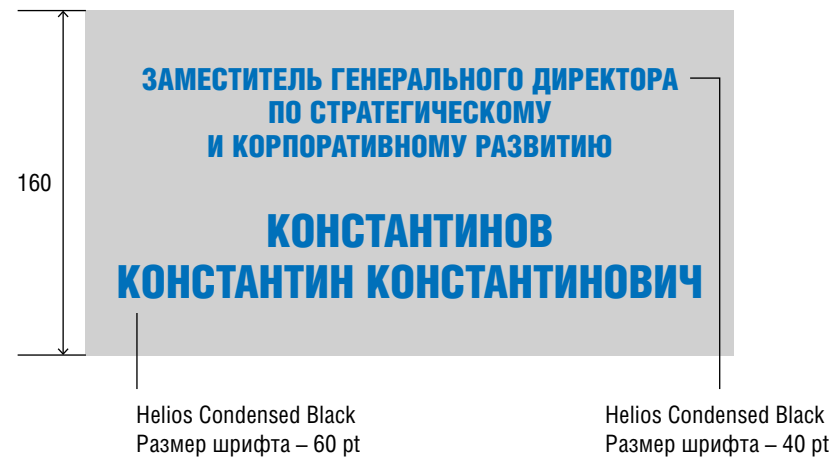 ЗАМЕСТИТЕЛЬ ГЕНЕРАЛЬНОГО ДИРЕКТОРА
ПО СТРАТЕГИЧЕСКОМУ
И КОРПОРАТИВНОМУ РАЗВИТИЮ
160
КОНСТАНТИНОВ
КОНСТАНТИН КОНСТАНТИНОВИЧ
Helios Condensed Black
Размер шрифта – 60 pt
Helios Condensed Black
Размер шрифта – 40 pt